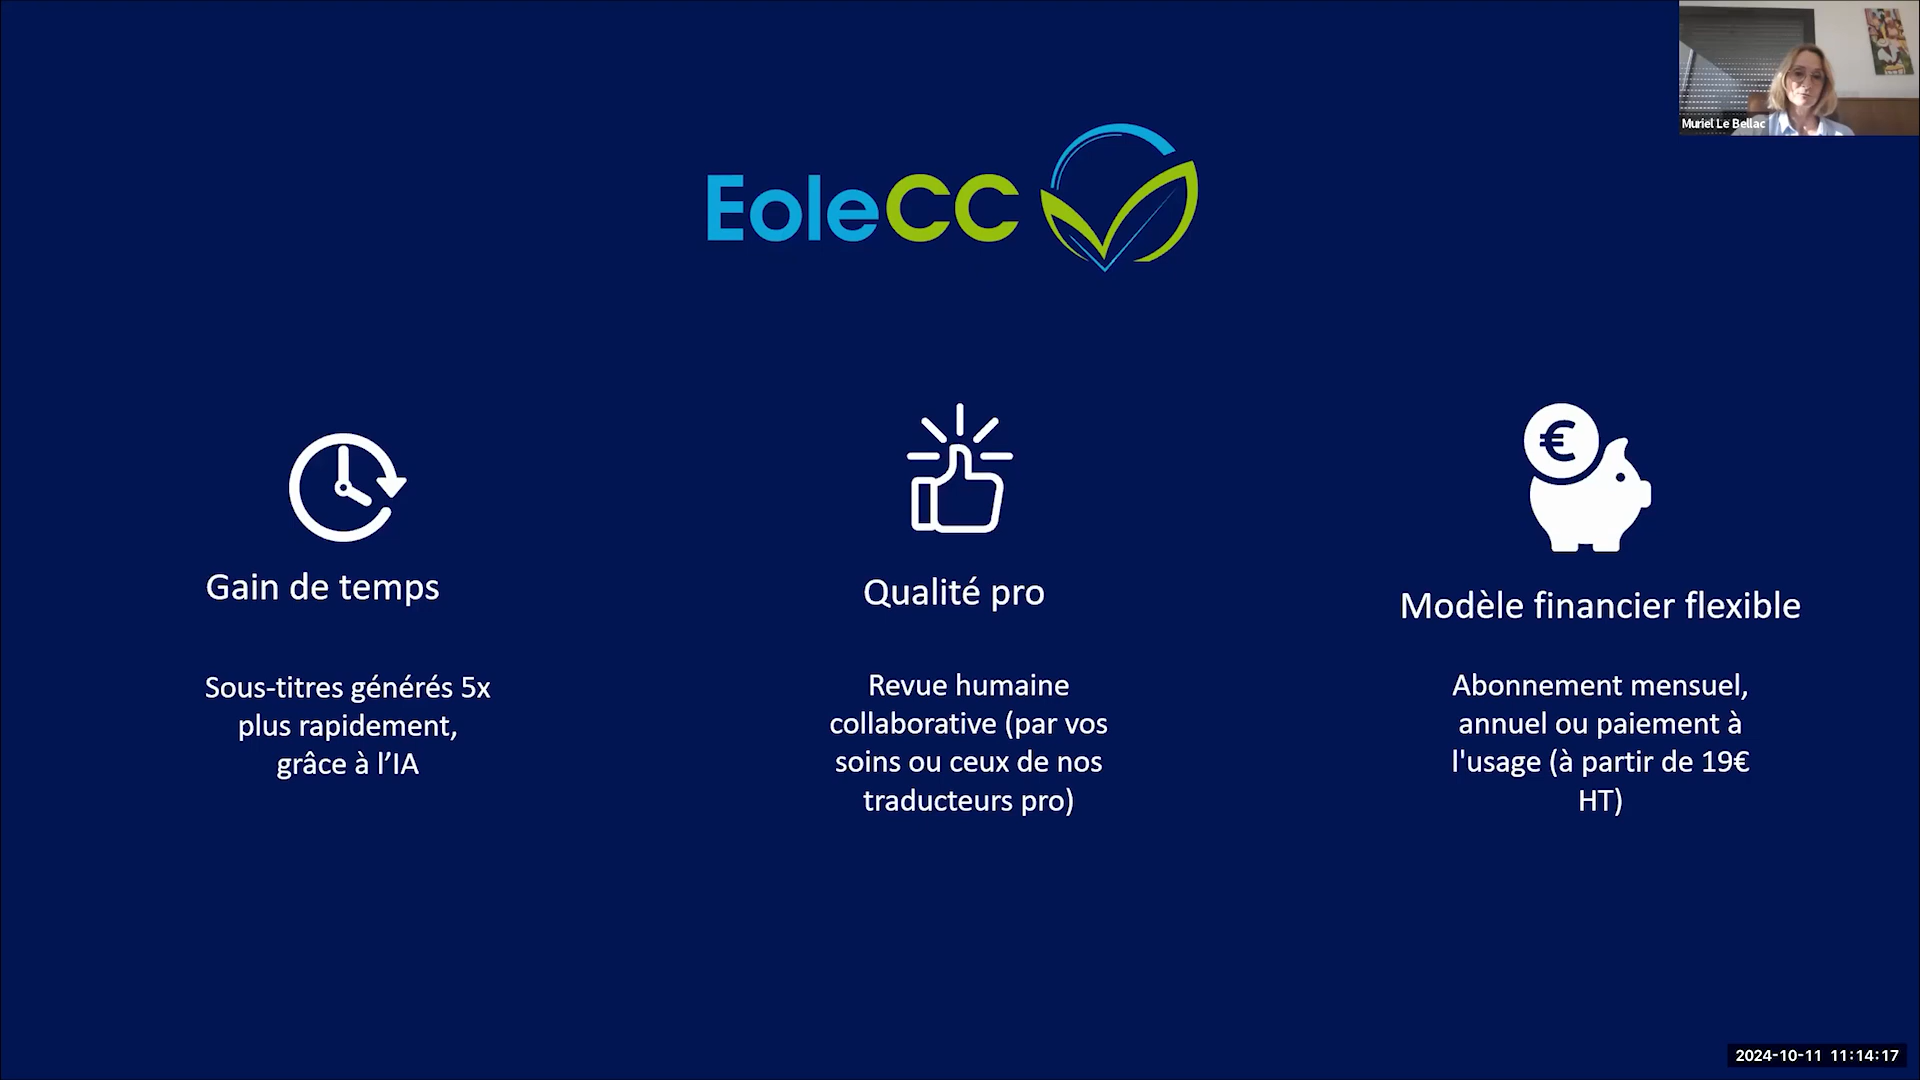 Muriel Le Bellac
EoleCC
€
Gain de temps
Sous-titres générés 5x
plus rapidement,
grâce à l’IA
Qualité pro
Revue humaine
collaborative (par vos
soins ou ceux de nos
traducteurs pro)
Modèle financier flexible
Abonnement mensuel,
annuel ou paiement à
l'usage (à partir de 19€
HT)
2024-10-11 11:14:17